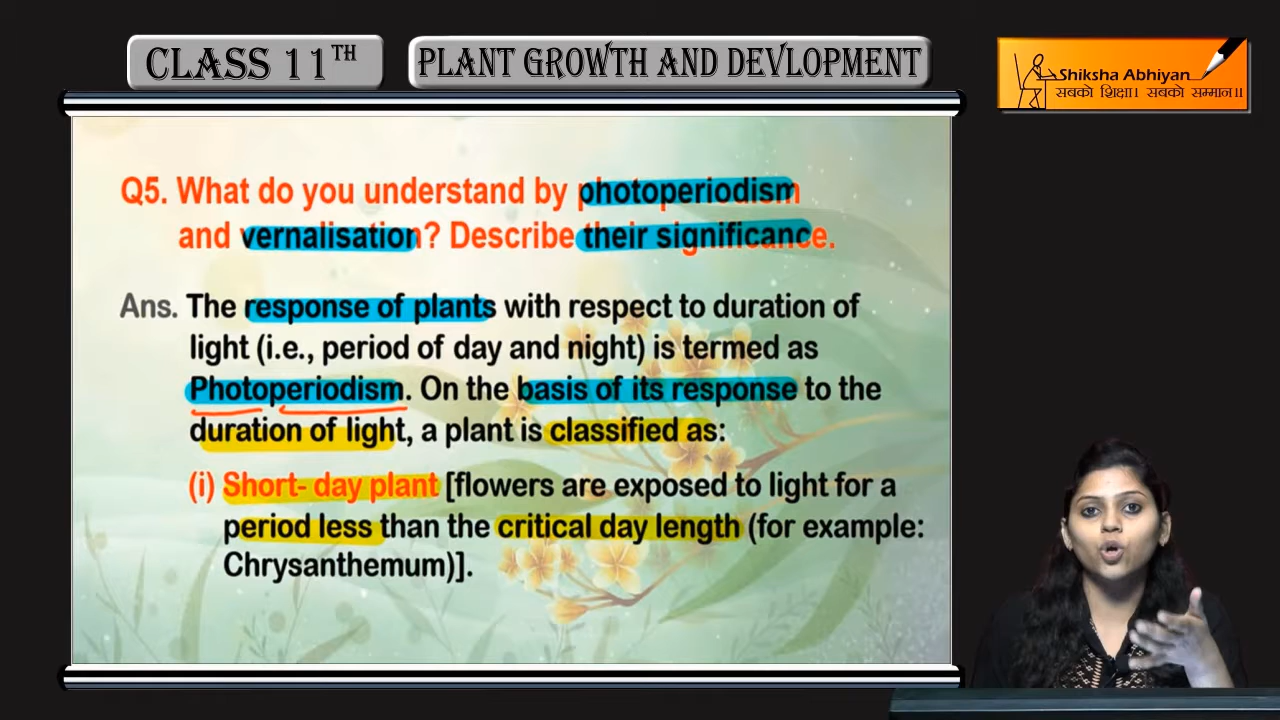 CLASS 11TH
PLANT GROWTH AND DEVLOPMENT
Shiksha Abhiyan
सबको शिक्षा। सबको सम्मान॥
Q5. What do you understand by photoperiodism
and vernalisation? Describe their significance.
Ans. The response of plants with respect to duration of
light (i.e., period of day and night) is termed as
Photoperiodism. On the basis of its response to the
duration of light, a plant is classified as:
(i) Short- day plant [flowers are exposed to light for a
period less than the critical day length (for example:
Chrysanthemum)].